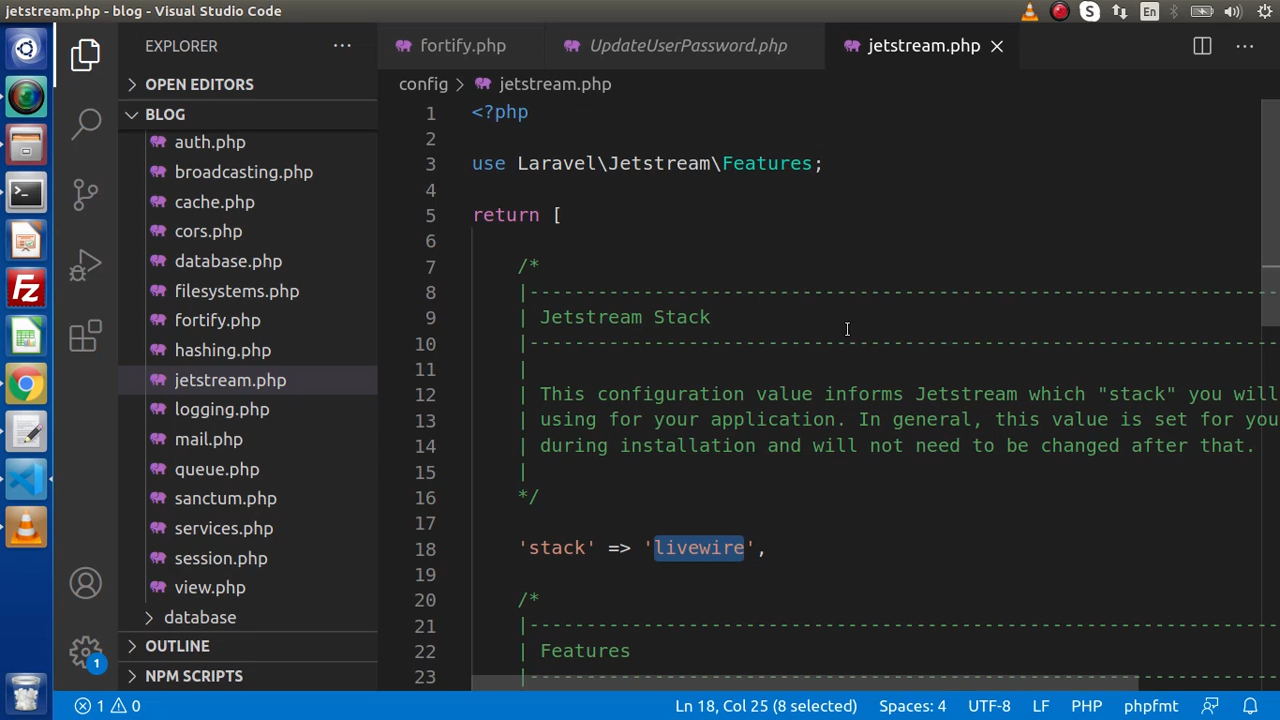 jetstream.php - blog - Visual Studio Code
S
En
EXPLORER
fortify.php
UpdateUserPassword.php
jetstream.php
OPEN EDITORS
config > jetstream.php
BLOG
auth.php
broadcasting.php
cache.php
cors.php
database.php
filesystems.php
fortify.php
hashing.php
jetstream.php
logging.php
mail.php
queue.php
sanctum.php
services.php
session.php
view.php
database
OUTLINE
NPM SCRIPTS
1 <?php
2
3 use Laravel\Jetstream\Features;
4
5 return [
6
7 /*
8 |--------------------------------------------------------------------------
9 | Jetstream Stack
10 |--------------------------------------------------------------------------
11 |
12 | This configuration value informs Jetstream which "stack" you will
13 | using for your application. In general, this value is set for you
14 | during installation and will not need to be changed after that.
15 |
16 */
17
18 'stack' => 'livewire',
19
20 /*
21 |--------------------------------------------------------------------------
22 | Features
23 |--------------------------------------------------------------------------
Fz
1
1 0
Ln 18, Col 25 (8 selected)
Spaces: 4
UTF-8
LF
PHP
phpfmt